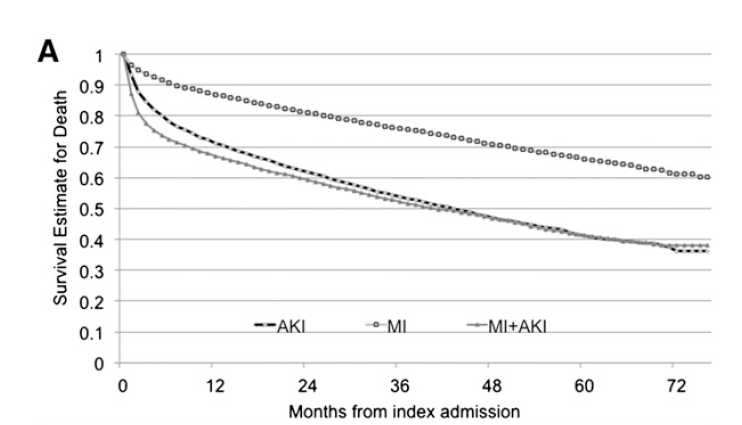 A
Survival Estimate for Death
1
0.9
0.8
0.7
0.6
0.5
0.4
0.3
0.2
0.1
0
AKI MI MI+AKI
0 12 24 36 48 60 72
Months from index admission